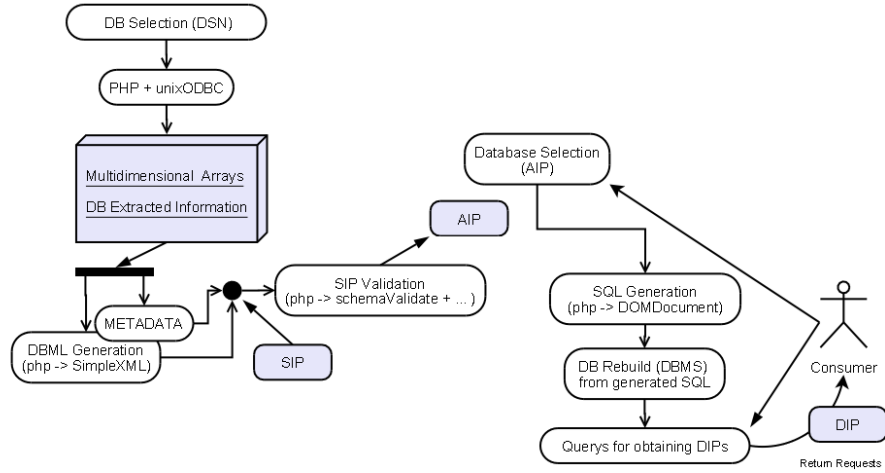 DB Selection (DSN)
PHP + unixODBC
Multidimensional Arrays
DB Extracted Information
METADATA
DBML Generation
(php -> SimpleXML)
SIP
SIP Validation
(php -> schemaValidate + ... )
AIP
Database Selection
(AIP)
SQL Generation
(php -> DOMDocument)
DB Rebuild (DBMS)
from generated SQL
Querys for obtaining DIPs
Consumer
DIP
Return Requests